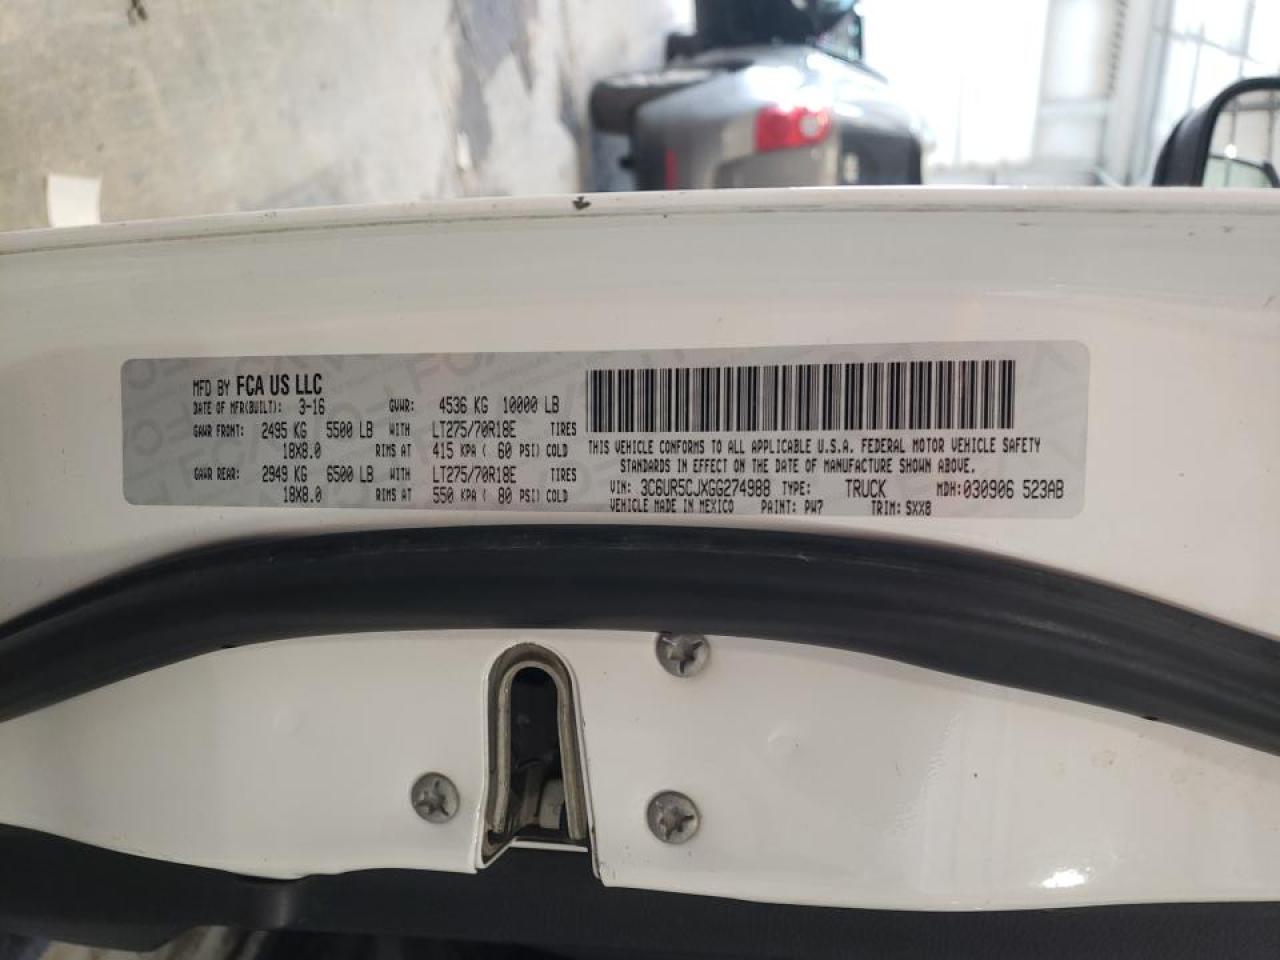 MFD BY FCA US LLC
DATE OF MFR(BUILT): 3-16 GVWR: 4536 KG 10000 LB
GAWR FRONT: 2495 KG 5500 LB WITH LT275/70R18E TIRES
18X8.0 RIMS AT 415 KPA ( 60 PSI) COLD
GAWR REAR: 2949 KG 6500 LB WITH LT275/70R18E TIRES
18X8.0 RIMS AT 550 KPA ( 80 PSI) COLD
THIS VEHICLE CONFORMS TO ALL APPLICABLE U.S.A. FEDERAL MOTOR VEHICLE SAFETY
STANDARDS IN EFFECT ON THE DATE OF MANUFACTURE SHOWN ABOVE.
VIN: 3C6UR5CJXGG274988 TYPE: TRUCK MDH:030906 523AB
VEHICLE MADE IN MEXICO PAINT: PW7 TRIM: SXX8